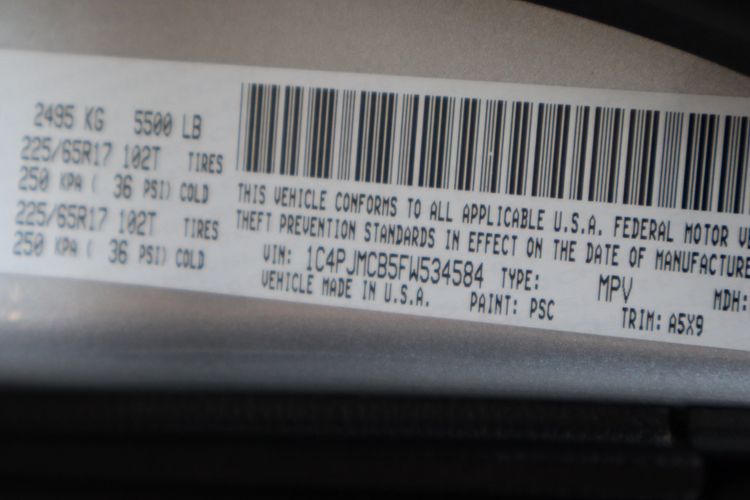 2495 KG 5500 LB
225/65R17 102T TIRES
250 KPA ( 36 PSI) COLD
225/65R17 102T TIRES
250 KPA ( 36 PSI) COLD
THIS VEHICLE CONFORMS TO ALL APPLICABLE U.S.A. FEDERAL MOTOR VE
THEFT PREVENTION STANDARDS IN EFFECT ON THE DATE OF MANUFACTURE
VIN: 1C4PJMCB5FW534584 TYPE: MPV MDH:
VEHICLE MADE IN U.S.A. PAINT: PSC TRIM: A5X9